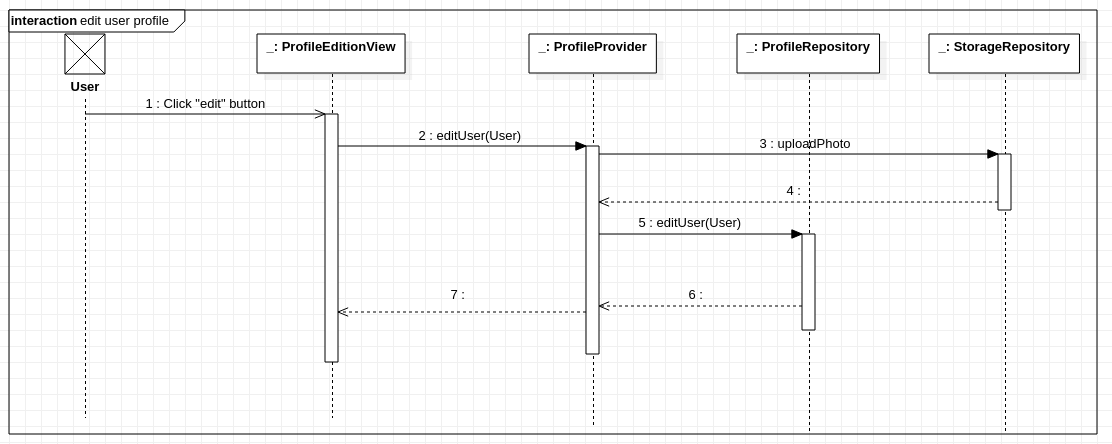 interaction edit user profile
_: ProfileEditionView
_: ProfileProvider
_: ProfileRepository
_: StorageRepository
User
1 : Click "edit" button
2 : editUser(User)
3 : uploadPhoto
4 :
5 : editUser(User)
6 :
7 :